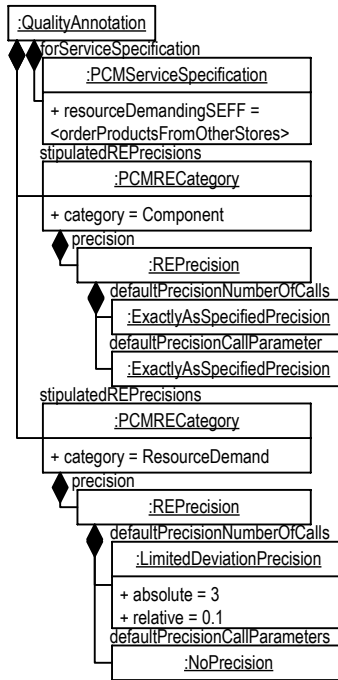 :QualityAnnotation
forServiceSpecification
:PCMServiceSpecification
+ resourceDemandingSEFF =
<orderProductsFromOtherStores>
stipulatedREPrecisions
:PCMRECategory
+ category = Component
precision
:REPrecision
defaultPrecisionNumberOfCalls
:ExactlyAsSpecifiedPrecision
defaultPrecisionCallParameter
:ExactlyAsSpecifiedPrecision
stipulatedREPrecisions
:PCMRECategory
+ category = ResourceDemand
precision
:REPrecision
defaultPrecisionNumberOfCalls
:LimitedDeviationPrecision
+ absolute = 3
+ relative = 0.1
defaultPrecisionCallParameters
:NoPrecision